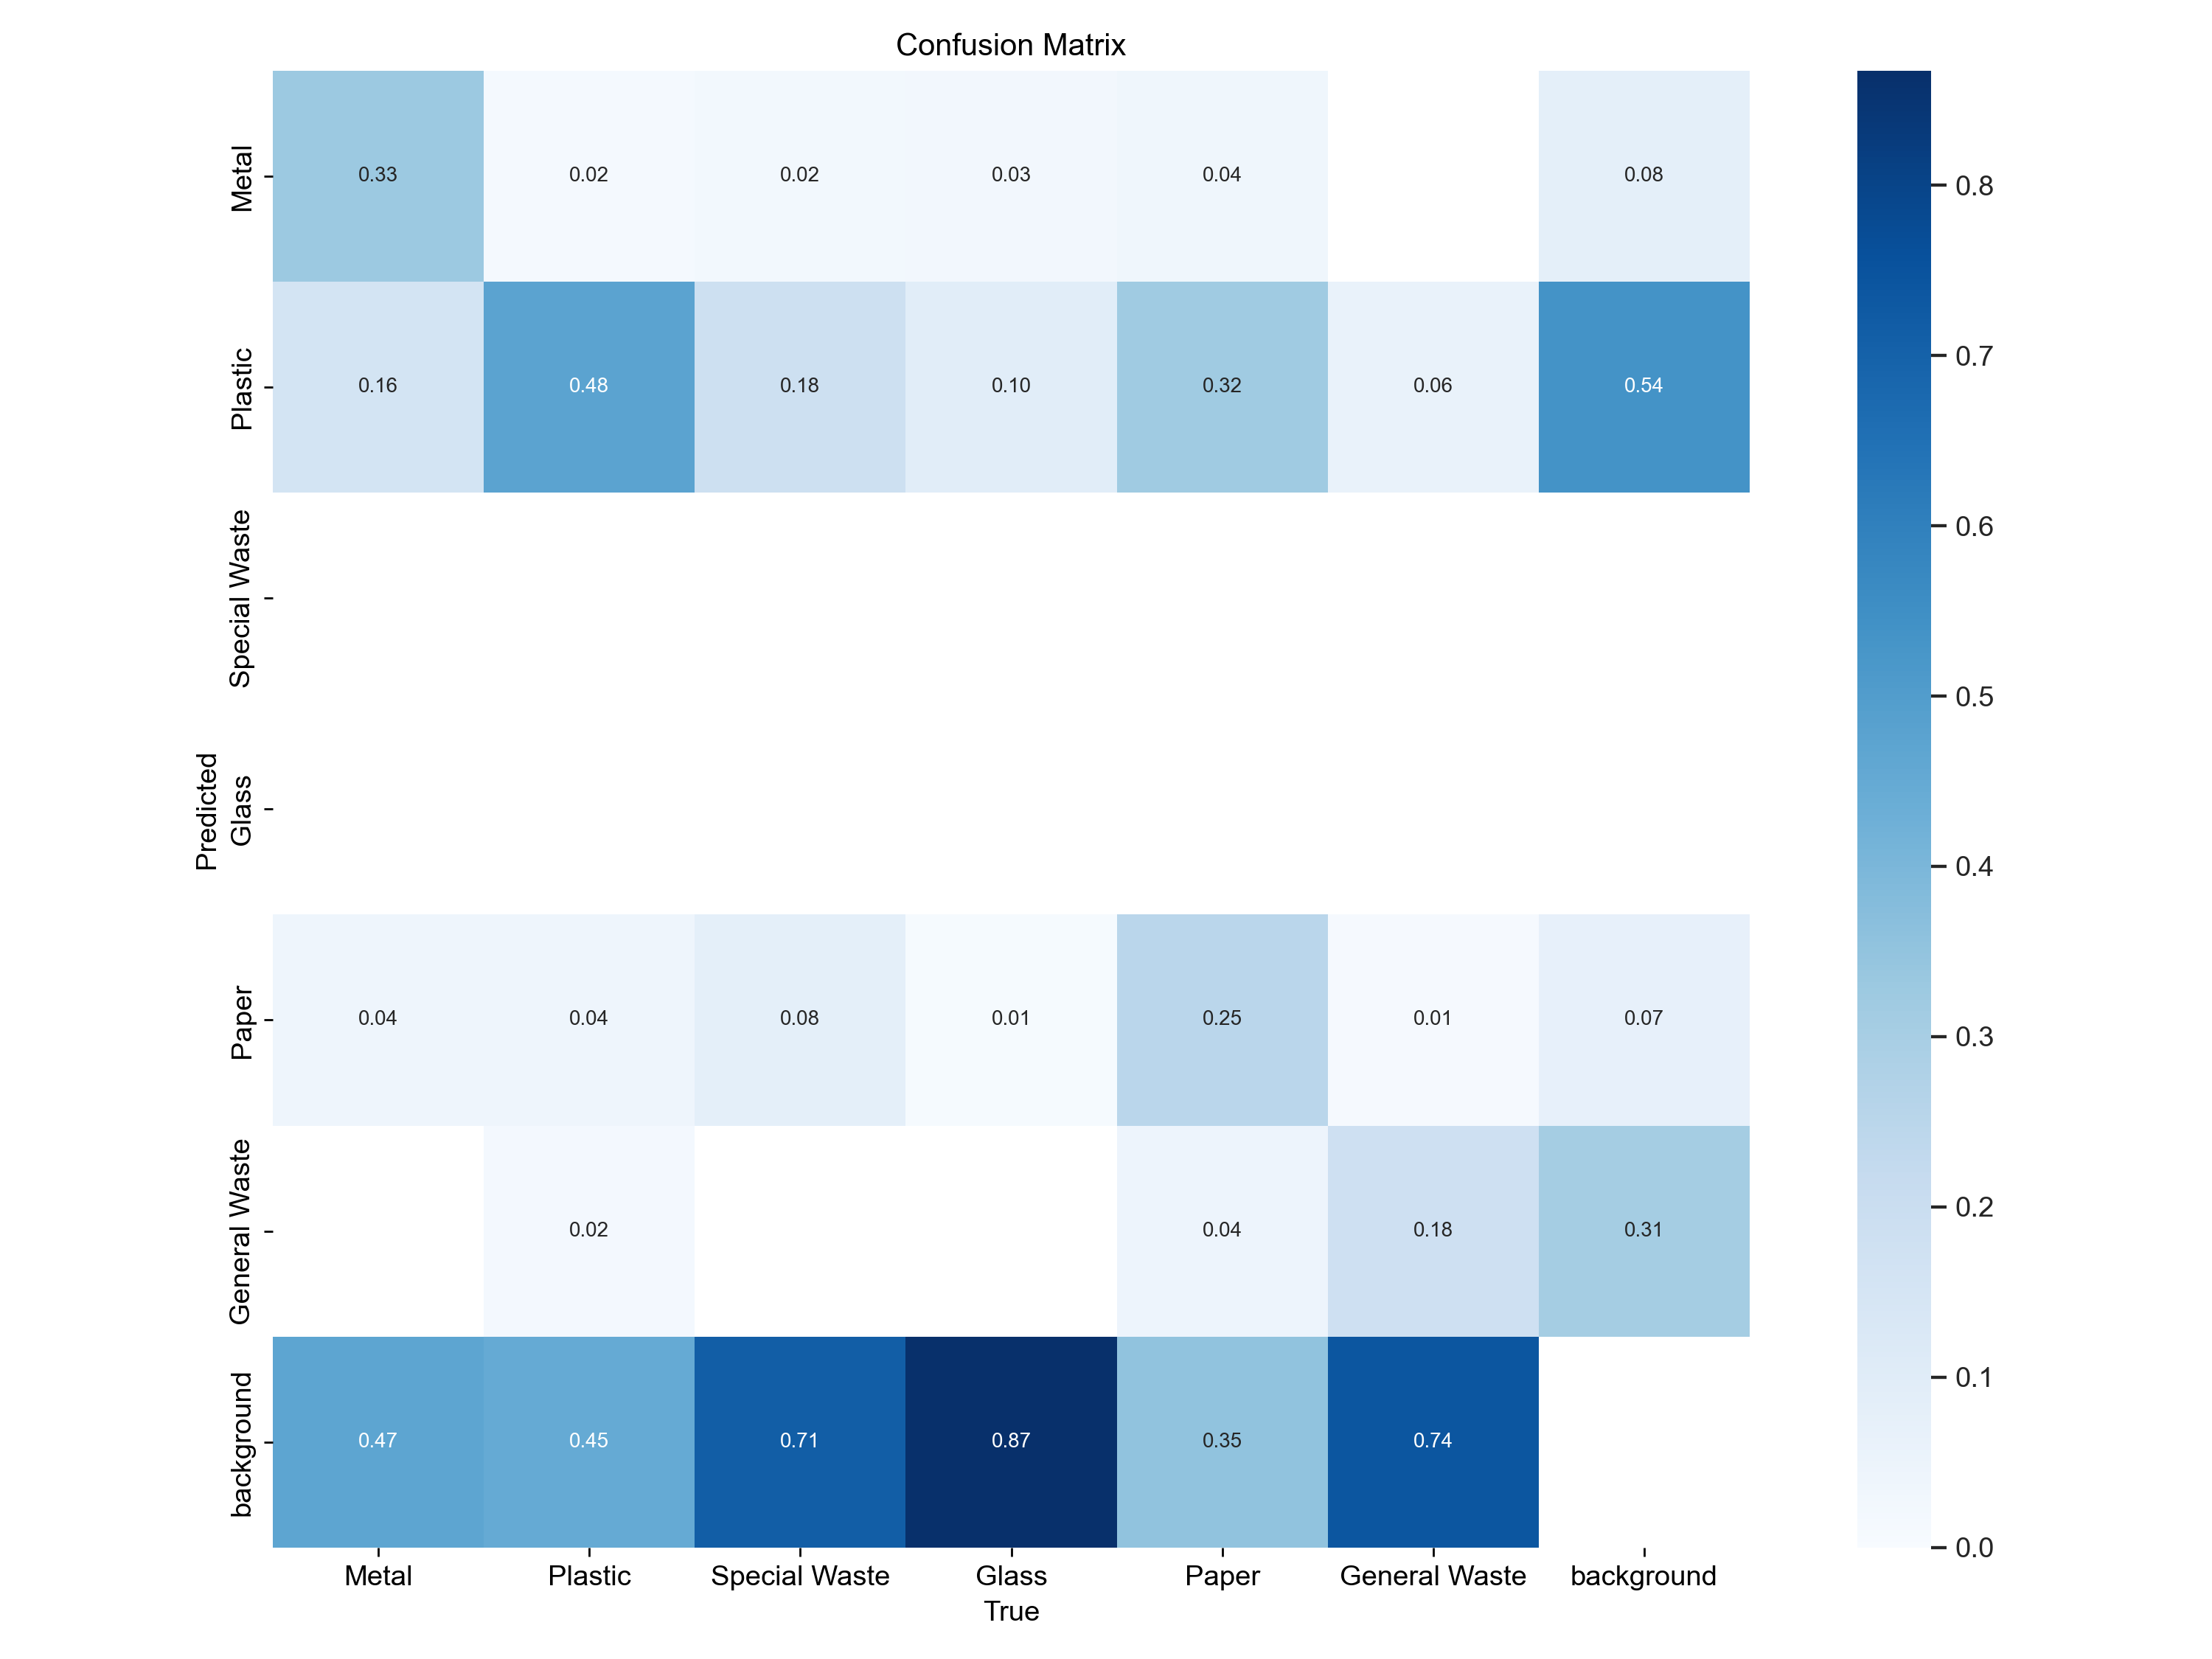 Confusion Matrix
Metal
0.33 0.02 0.02 0.03 0.04 0.08
Plastic
0.16 0.48 0.18 0.10 0.32 0.06 0.54
Special Waste
Predicted
Glass
Paper
0.04 0.04 0.08 0.01 0.25 0.01 0.07
General Waste
0.02 0.04 0.18 0.31
background
0.47 0.45 0.71 0.87 0.35 0.74
Metal Plastic Special Waste Glass Paper General Waste background
True
0.8
0.7
0.6
0.5
0.4
0.3
0.2
0.1
0.0